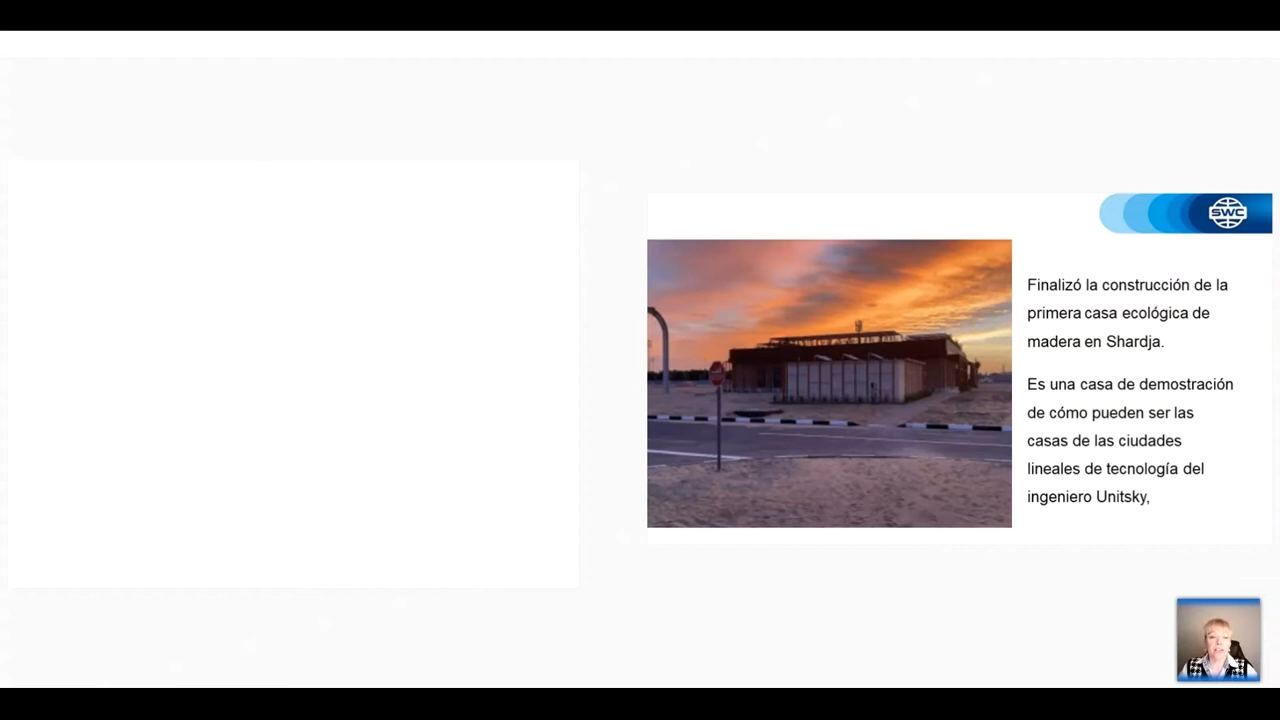 SWC
Finalizó la construcción de la
primera casa ecológica de
madera en Shardja.
Es una casa de demostración
de cómo pueden ser las
casas de las ciudades
lineales de tecnología del
ingeniero Unitsky,